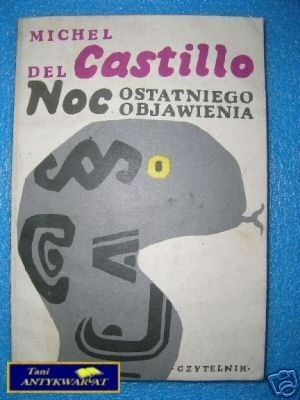 MICHEL
DEL Castillo
Noc OSTATNIEGO
OBJAWIENIA
·CZYTELNIK·
Tani
ANTYKWARIAT